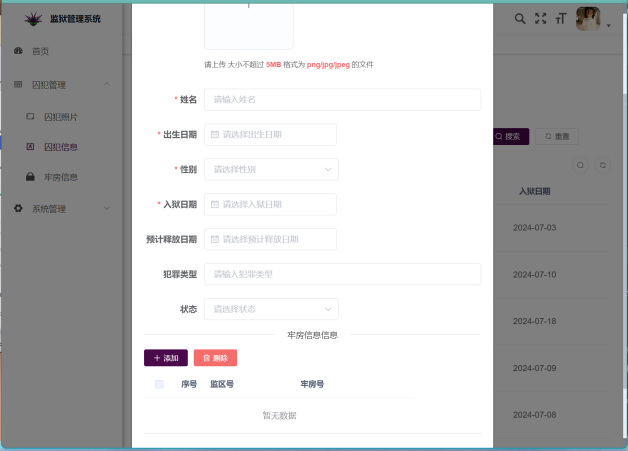 监狱管理系统
首页
囚犯管理
囚犯照片
囚犯信息
牢房信息
系统管理
请上传 大小不超过 5MB 格式为 png/jpg/jpeg 的文件
* 姓名 请输入姓名
* 出生日期 请选择出生日期
* 性别 请选择性别
* 入狱日期 请选择入狱日期
预计释放日期 请选择预计释放日期
犯罪类型 请输入犯罪类型
状态 请选择状态
牢房信息信息
+ 添加 删除
序号 监区号 牢房号
暂无数据
搜索 重置
入狱日期
2024-07-03
2024-07-10
2024-07-18
2024-07-09
2024-07-08